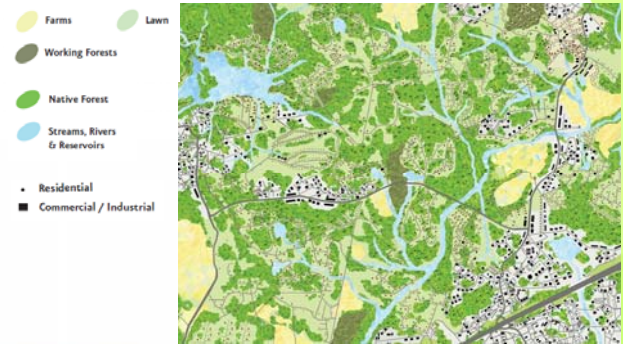 Farms
Lawn
Working Forests
Native Forest
Streams, Rivers
& Reservoirs
Residential
Commercial / Industrial